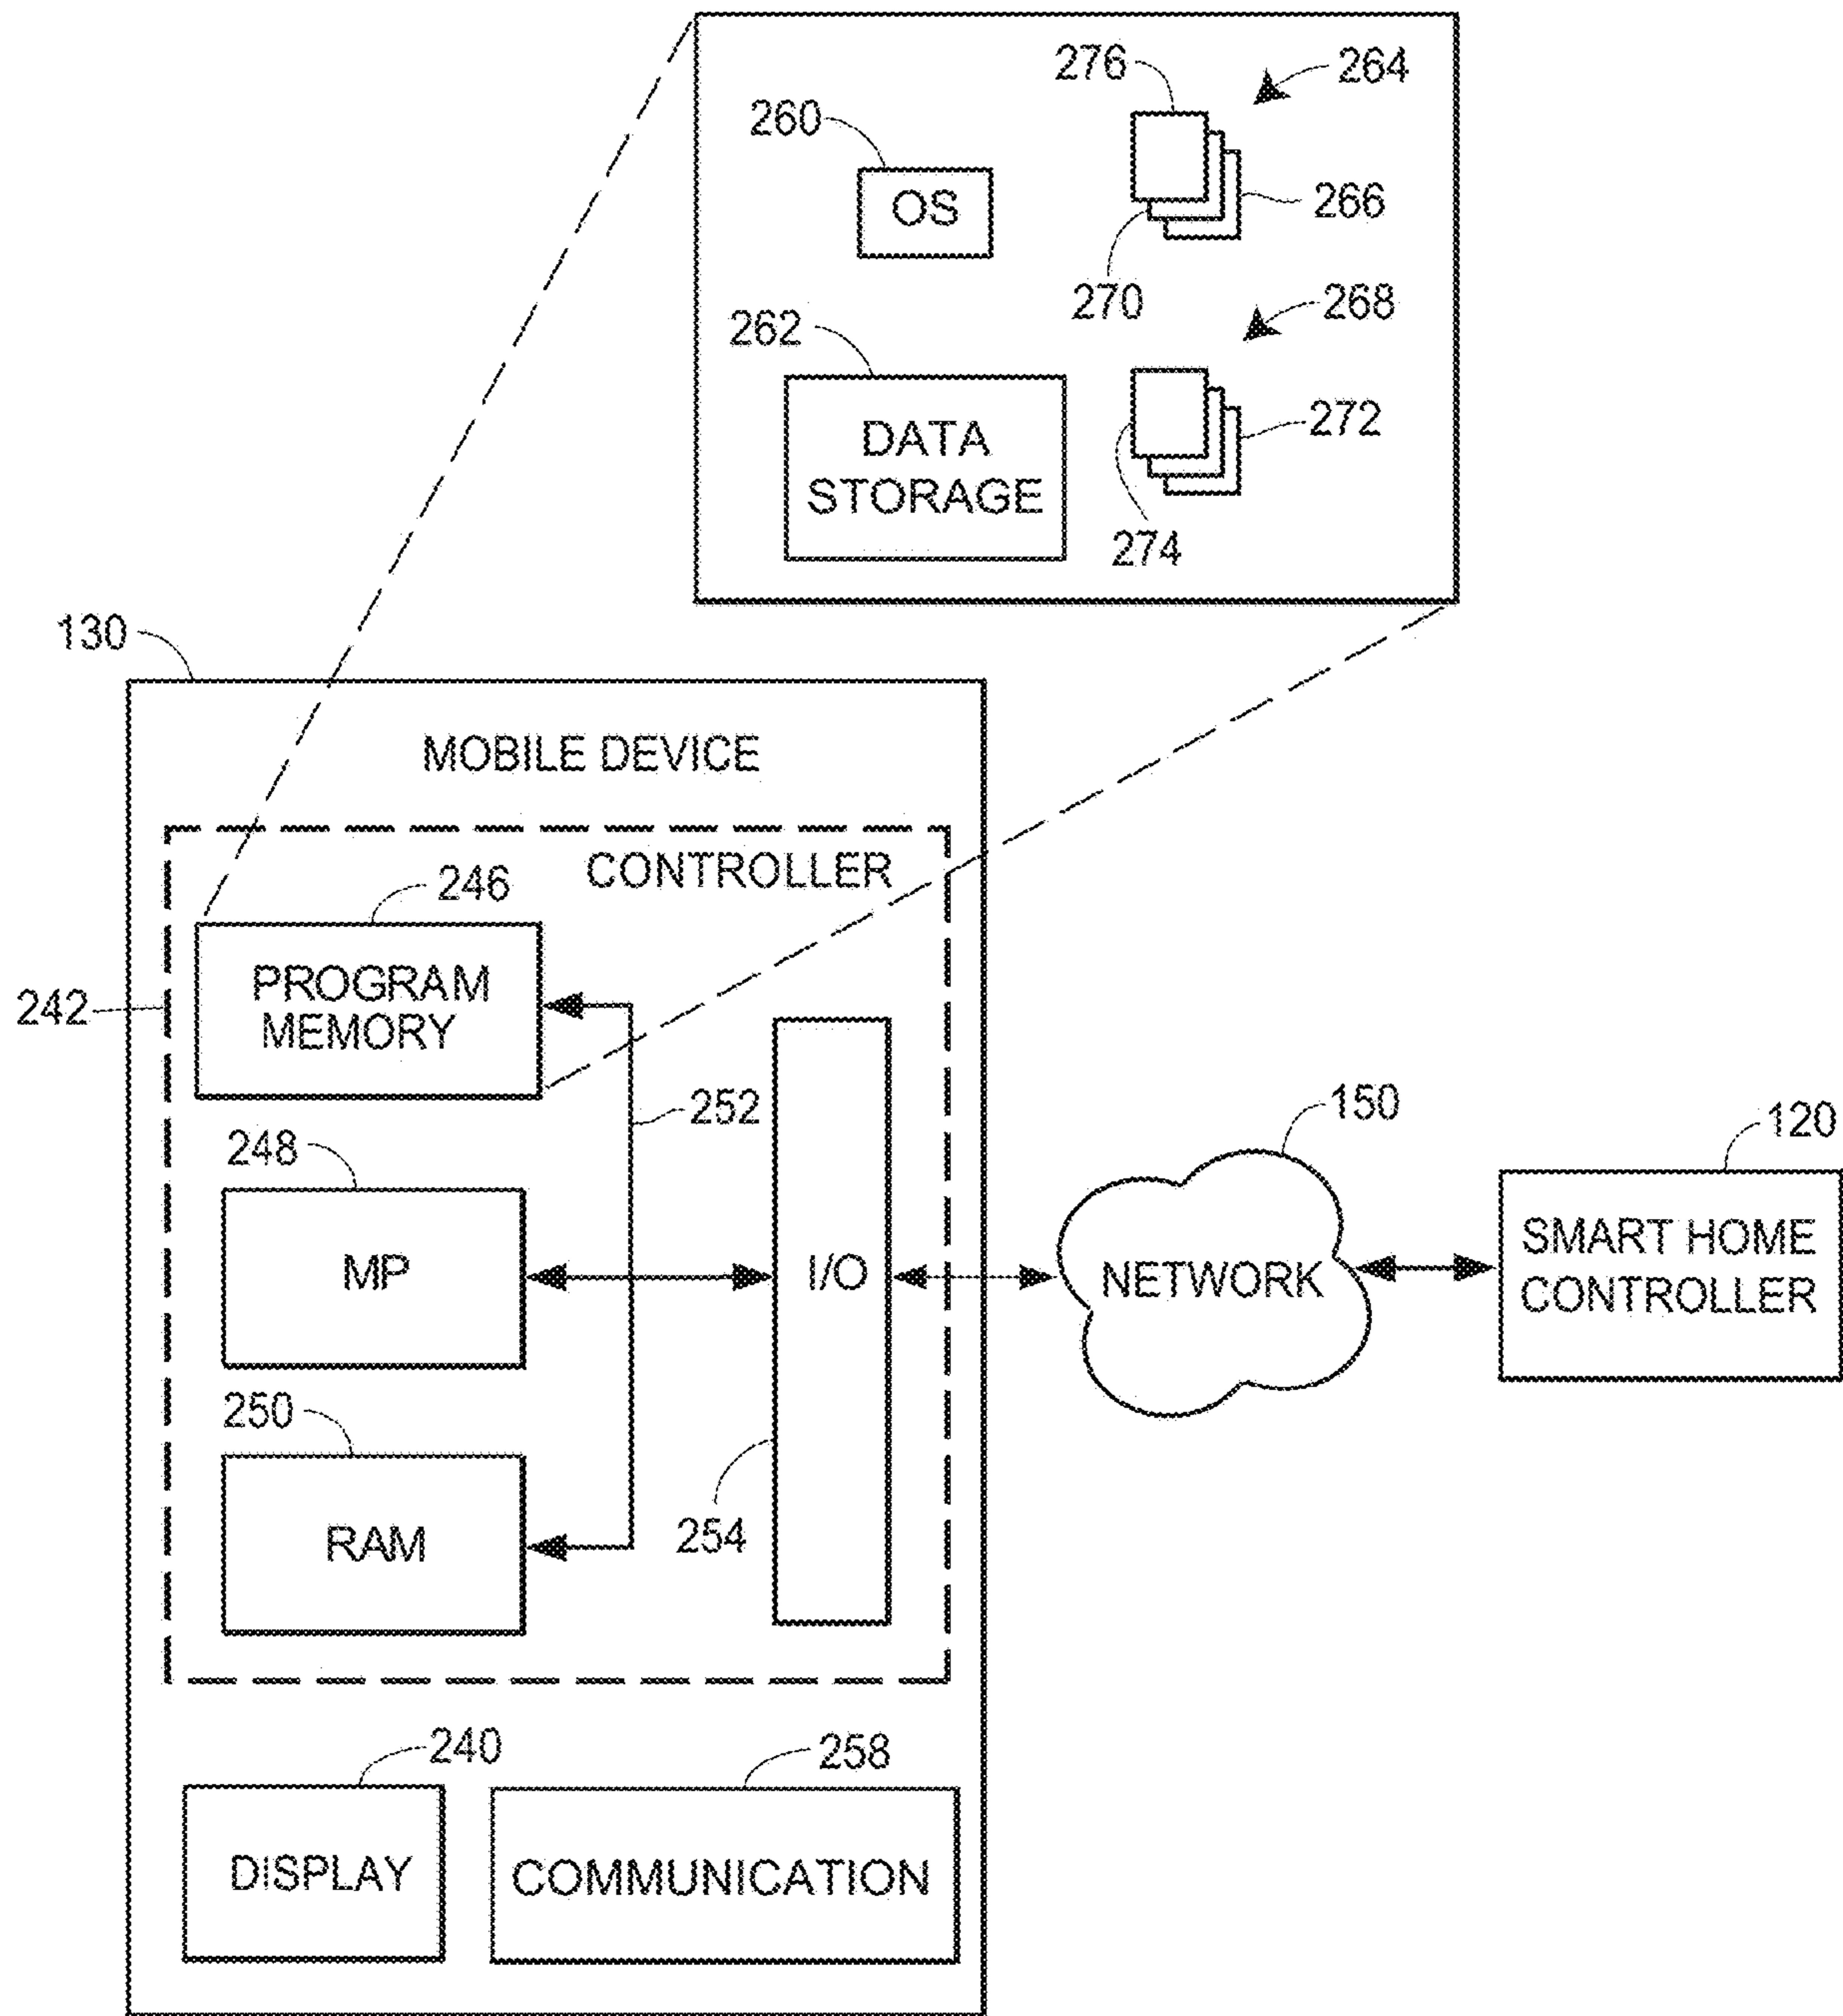 276
264
260
OS
266
270
268
262
DATA
STORAGE
272
274
130
MOBILE DEVICE
CONTROLLER
246
PROGRAM
MEMORY
242
252
248
MP
I/O
150
NETWORK
120
SMART HOME
CONTROLLER
250
RAM
254
240
DISPLAY
258
COMMUNICATION